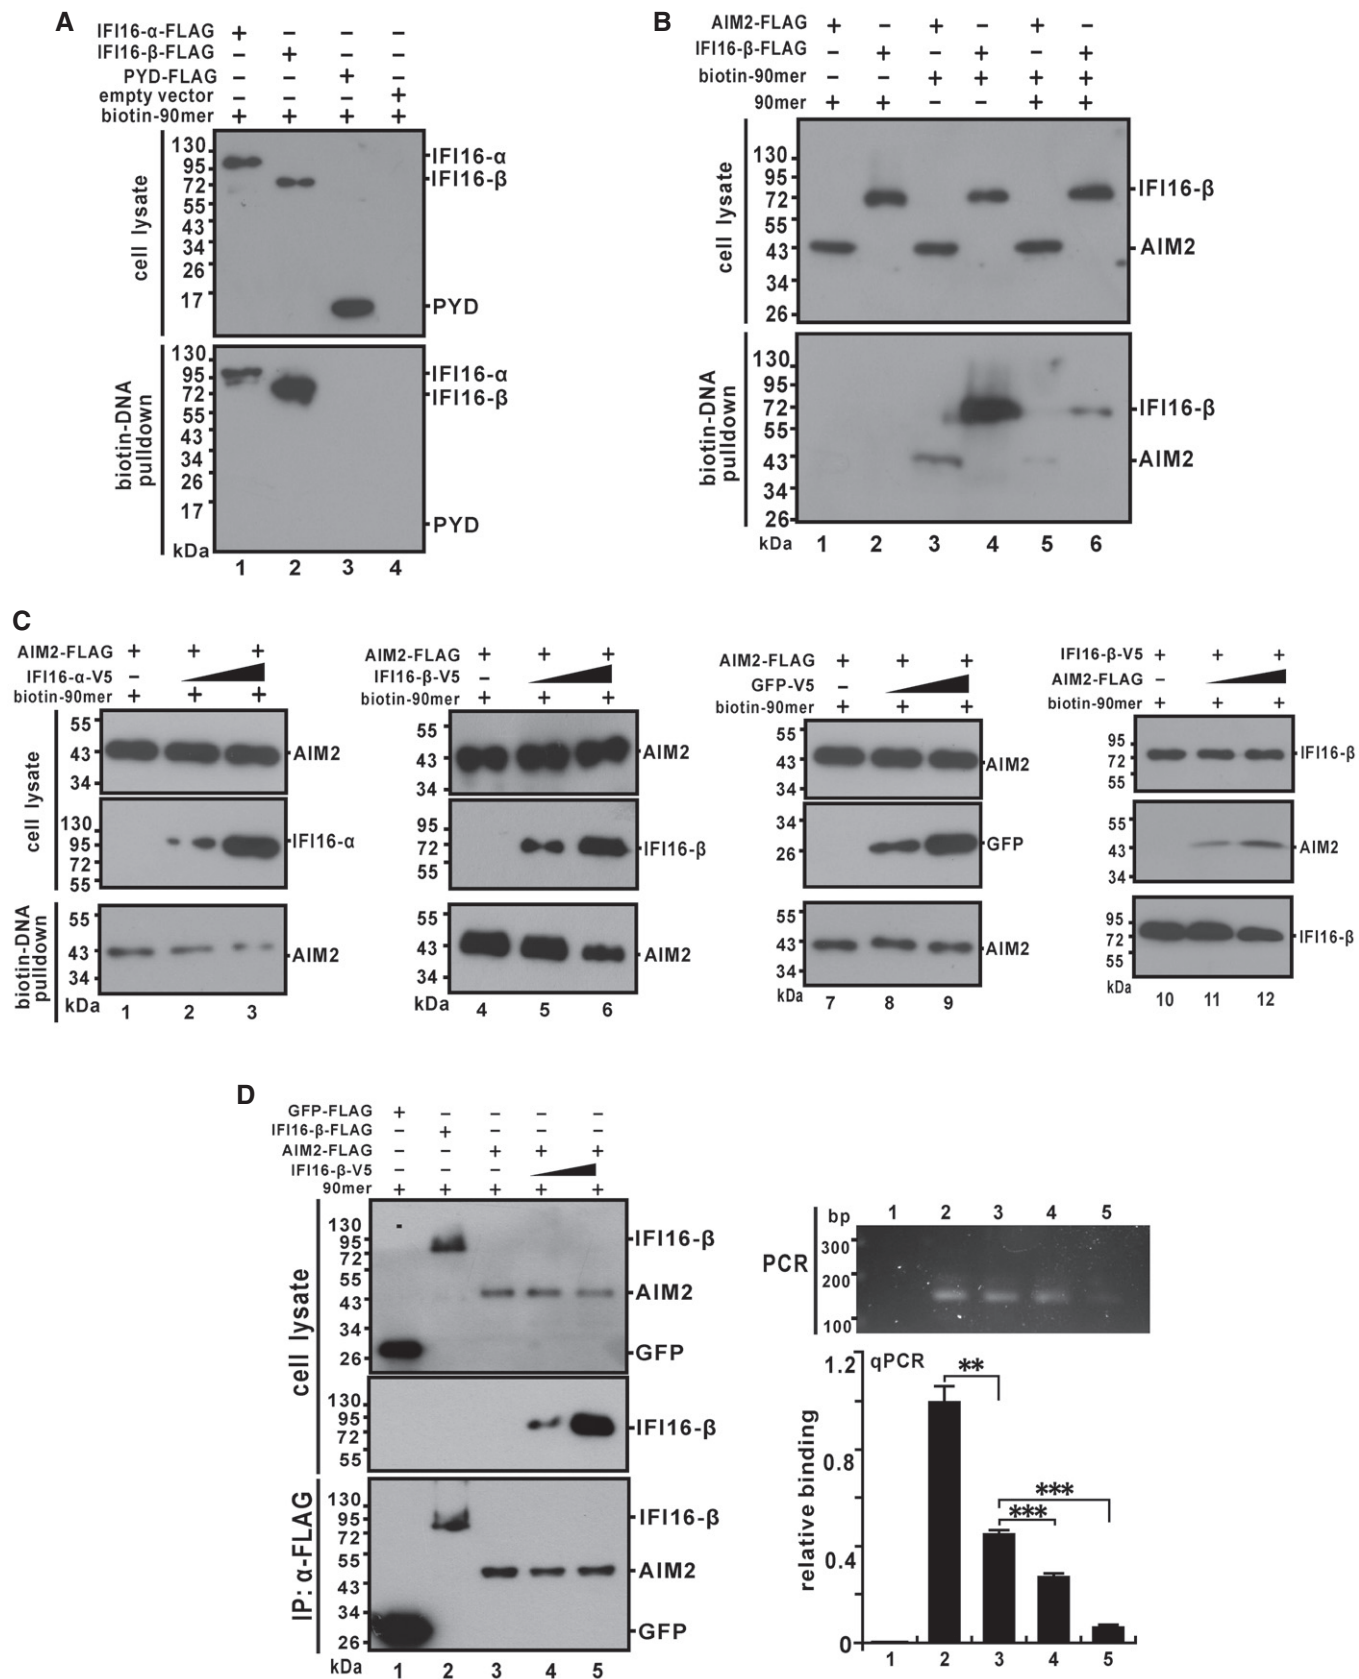 A
IFI16-α-FLAG + – – –
IFI16-β-FLAG – + – –
PYD-FLAG – – + –
empty vector – – – +
biotin-90mer + + + +
cell lysate
130
95
72
55
43
34
26
17
IFI16-α
IFI16-β
PYD
biotin-DNA pulldown
130
95
72
55
43
34
26
17
kDa
IFI16-α
IFI16-β
PYD
1 2 3 4
B
AIM2-FLAG + – + – + –
IFI16-β-FLAG – + – + – +
biotin-90mer – – + + + +
90mer + + – – + +
cell lysate
130
95
72
55
43
34
26
IFI16-β
AIM2
biotin-DNA pulldown
130
95
72
55
43
34
26
IFI16-β
AIM2
kDa 1 2 3 4 5 6
C
AIM2-FLAG + + +
IFI16-α-V5 –
biotin-90mer + + +
cell lysate
55
43
34
AIM2
130
95
72
55
IFI16-α
biotin-DNA pulldown
55
43
34
AIM2
kDa 1 2 3
AIM2-FLAG + + +
IFI16-β-V5 –
biotin-90mer + + +
55
43
34
AIM2
95
72
55
IFI16-β
55
43
34
AIM2
kDa 4 5 6
AIM2-FLAG + + +
GFP-V5 –
biotin-90mer + + +
55
43
34
AIM2
34
26
GFP
55
43
34
AIM2
kDa 7 8 9
IFI16-β-V5 + + +
AIM2-FLAG –
biotin-90mer + + +
95
72
55
IFI16-β
55
43
34
AIM2
95
72
55
IFI16-β
kDa
10 11 12
D
GFP-FLAG + – – – –
IFI16-β-FLAG – + – – –
AIM2-FLAG – – + + +
IFI16-β-V5 – – –
90mer + + + + +
cell lysate
130
95
72
55
43
34
26
IFI16-β
AIM2
GFP
130
95
72
55
IFI16-β
IP: α-FLAG
130
95
72
55
43
34
26
IFI16-β
AIM2
GFP
kDa 1 2 3 4 5
bp 1 2 3 4 5
PCR
300
200
100
qPCR
relative binding
1.2
0.8
0.4
0
**
***
***
1 2 3 4 5